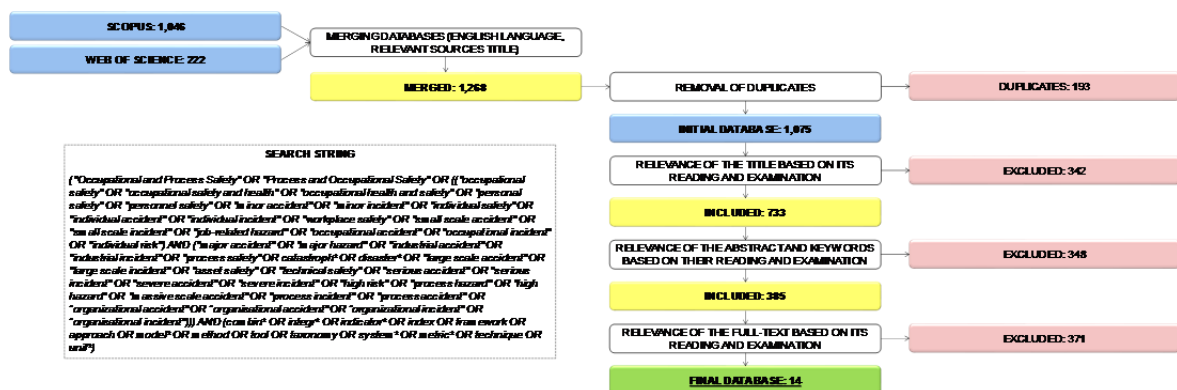 SCOPUS: 1,046
WEB OF SCIENCE: 222
MERGING DATABASES (ENGLISH LANGUAGE,
RELEVANT SOURCES TITLE)
MERGED: 1,268
REMOVAL OF DUPLICATES
DUPLICATES: 193
INITIAL DATABASE: 1,075
RELEVANCE OF THE TITLE BASED ON ITS
READING AND EXAMINATION
EXCLUDED: 342
INCLUDED: 733
RELEVANCE OF THE ABSTRACT AND KEYWORDS
BASED ON THEIR READING AND EXAMINATION
EXCLUDED: 348
INCLUDED: 385
RELEVANCE OF THE FULL-TEXT BASED ON ITS
READING AND EXAMINATION
EXCLUDED: 371
FINAL DATABASE: 14
SEARCH STRING
( "Occupational and Process Safety" OR "Process and Occupational Safety" OR (( "occupational
safety" OR "occupational safety and health" OR "occupational health and safety" OR "personal
safety" OR "personnel safety" OR "minor accident" OR "minor incident" OR "individual safety" OR
"individual accident" OR "individual incident" OR "workplace safety" OR "small scale accident" OR
"small scale incident" OR "job-related hazard" OR "occupational accident" OR "occupational incident"
OR "individual risk") AND ("major accident" OR "major hazard" OR "industrial accident" OR
"industrial incident" OR "process safety" OR catastroph* OR disaster* OR "large scale accident" OR
"large scale incident" OR "asset safety" OR "technical safety" OR "serious accident" OR "serious
incident" OR "severe accident" OR "severe incident" OR "high risk" OR "process hazard" OR "high
hazard" OR "massive scale accident" OR "process incident" OR "process accident" OR
"organizational accident" OR "organisational accident" OR "organizational incident" OR
"organisational incident"))) AND (combin* OR integr* OR indicator* OR index OR framework OR
approach OR model* OR method OR tool OR taxonomy OR system* OR metric* OR technique OR
unif*)